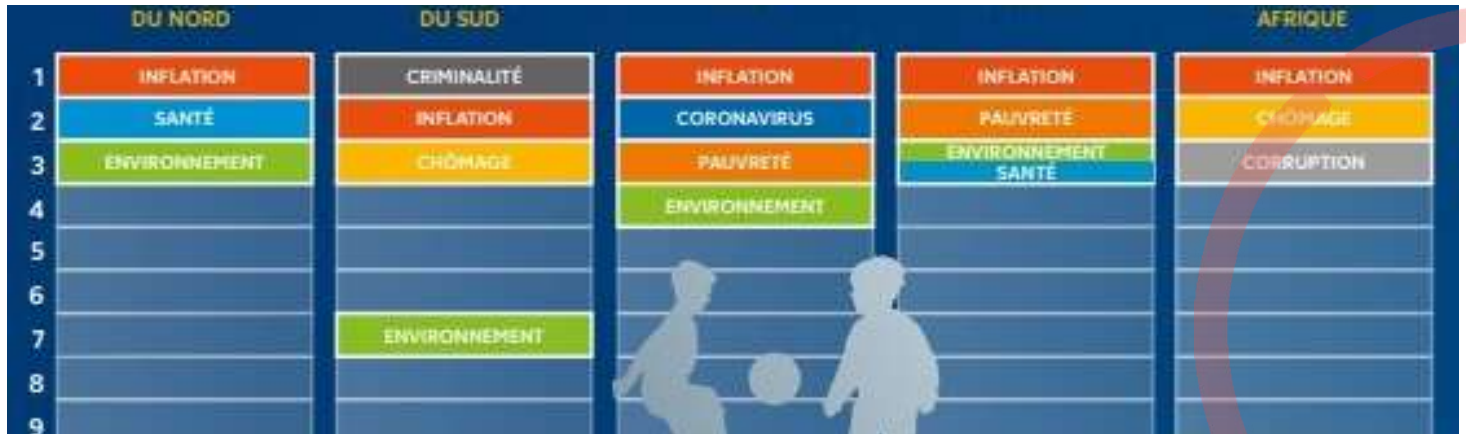 DU NORD DU SUD AFRIQUE
1 INFLATION CRIMINALITÉ INFLATION INFLATION INFLATION
2 SANTÉ INFLATION CORONAVIRUS PAUVRETÉ CHÔMAGE
3 ENVIRONNEMENT CHÔMAGE PAUVRETÉ ENVIRONNEMENT CORRUPTION
SANTÉ
4 ENVIRONNEMENT
5
6
7 ENVIRONNEMENT
8
9